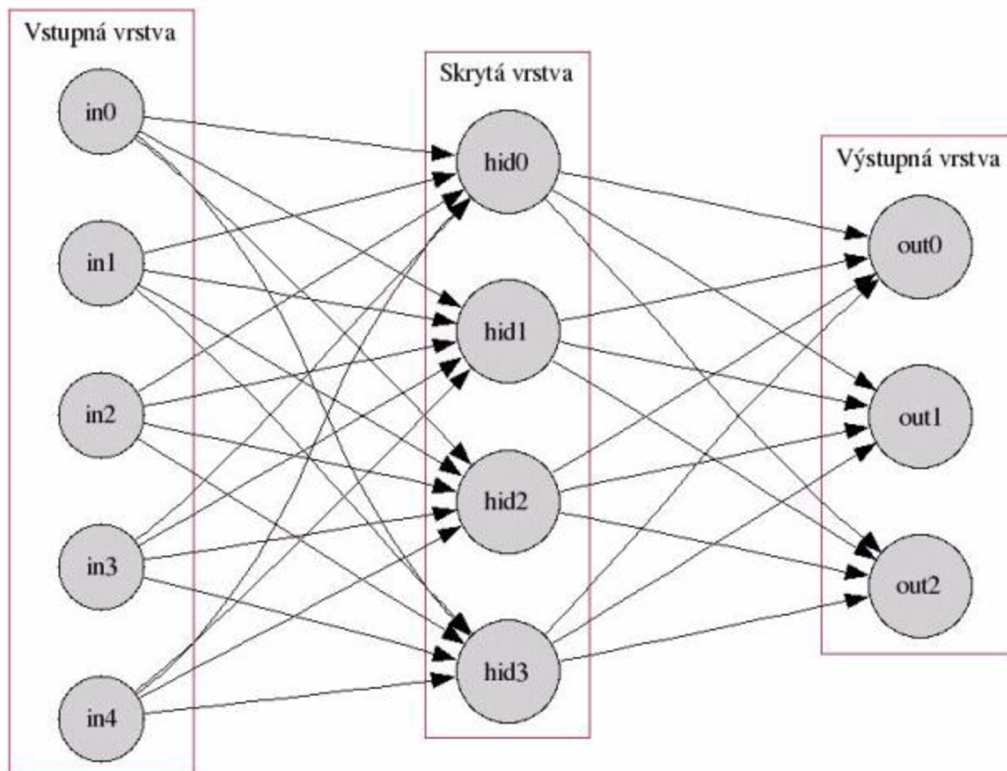 Vstupná vrstva
in0
in1
in2
in3
in4
Skrytá vrstva
hid0
hid1
hid2
hid3
Výstupná vrstva
out0
out1
out2